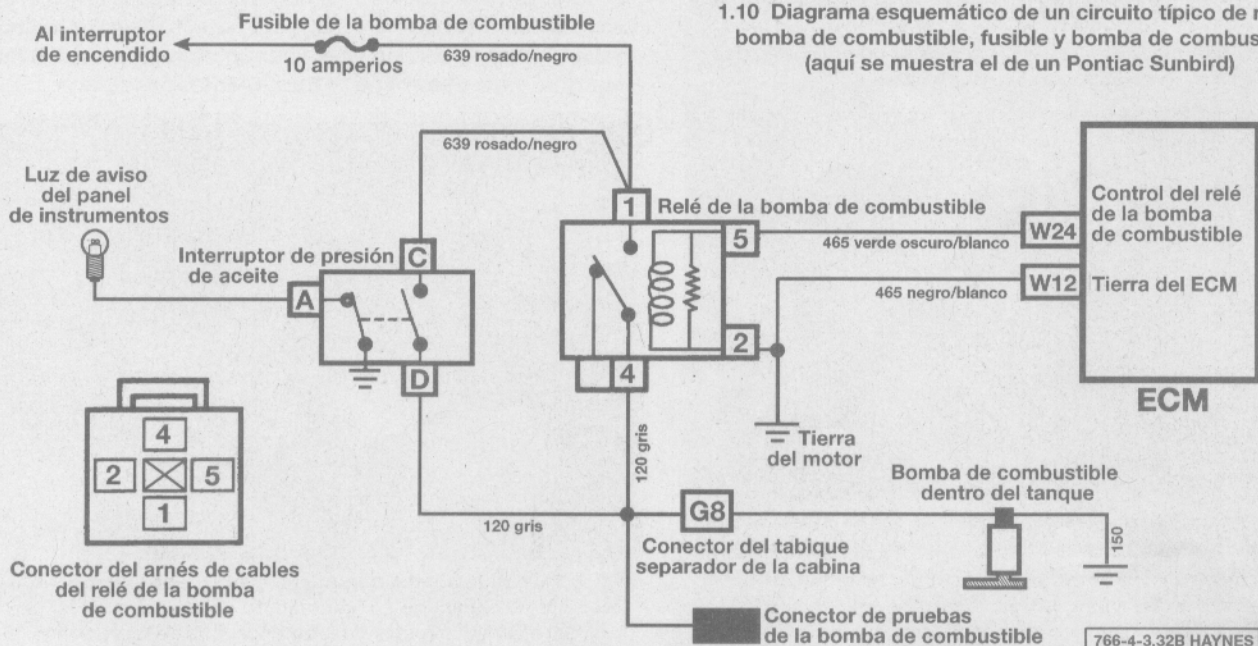 1.10 Diagrama esquemático de un circuito típico de
bomba de combustible, fusible y bomba de combus
(aquí se muestra el de un Pontiac Sunbird)
Fusible de la bomba de combustible
Al interruptor
de encendido
10 amperios
639 rosado/negro
639 rosado/negro
Luz de aviso
del panel
de instrumentos
Interruptor de presión
de aceite
C
A
D
1
Relé de la bomba de combustible
5
2
4
465 verde oscuro/blanco
465 negro/blanco
W24
W12
Control del relé
de la bomba
de combustible
Tierra del ECM
ECM
Tierra
del motor
120 gris
120 gris
G8
Conector del tabique
separador de la cabina
Bomba de combustible
dentro del tanque
150
4
2
5
1
Conector del arnés de cables
del relé de la bomba
de combustible
Conector de pruebas
de la bomba de combustible
766-4-3.32B HAYNES